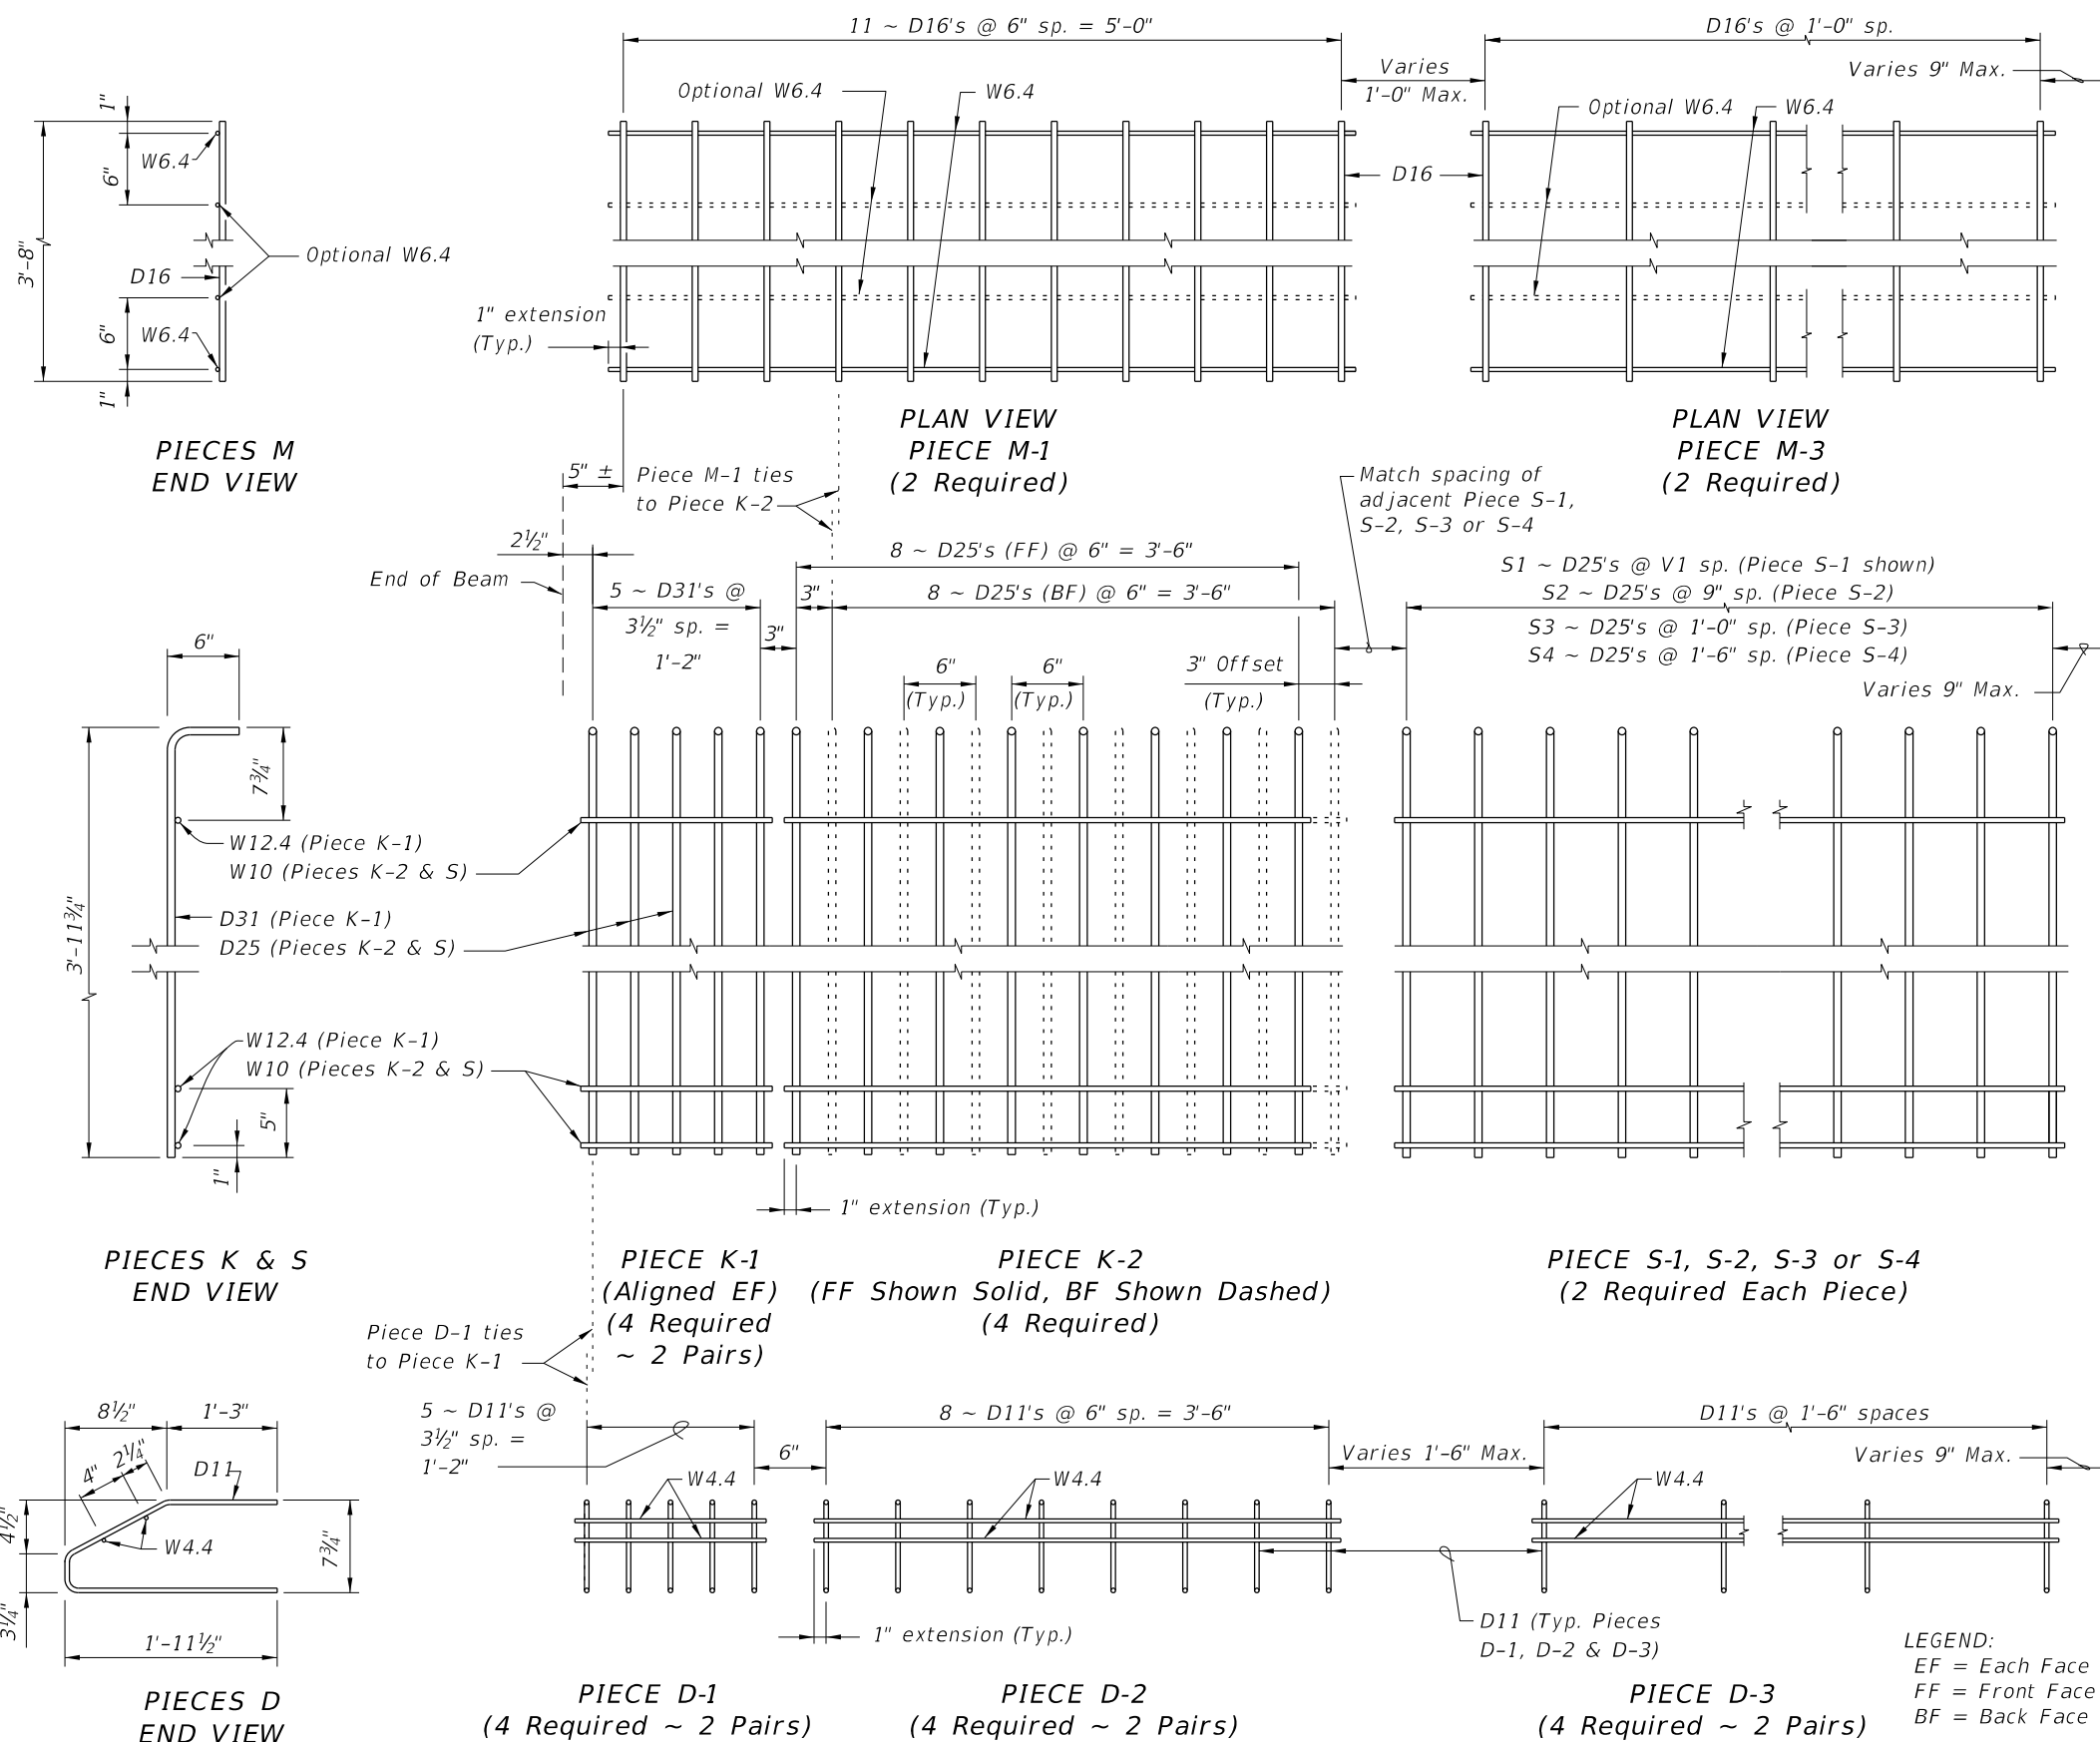 11 ~ D16's @ 6" sp. = 5'-0"
D16's @ 1'-0" sp.
Varies
1'-0" Max.
Varies 9" Max.
Optional W6.4
W6.4
Optional W6.4
W6.4
1"
W6.4
6"
3'-8"
Optional W6.4
D16
6"
W6.4
1"
D16
1" extension
(Typ.)
PIECES M
END VIEW
PLAN VIEW
PIECE M-1
(2 Required)
PLAN VIEW
PIECE M-3
(2 Required)
5" ±
Piece M-1 ties
to Piece K-2
Match spacing of
adjacent Piece S-1,
S-2, S-3 or S-4
2½"
End of Beam
5 ~ D31's @
3½" sp. =
1'-2"
3"
3"
8 ~ D25's (FF) @ 6" = 3'-6"
8 ~ D25's (BF) @ 6" = 3'-6"
S1 ~ D25's @ V1 sp. (Piece S-1 shown)
S2 ~ D25's @ 9" sp. (Piece S-2)
S3 ~ D25's @ 1'-0" sp. (Piece S-3)
S4 ~ D25's @ 1'-6" sp. (Piece S-4)
6"
(Typ.)
6"
(Typ.)
3" Offset
(Typ.)
Varies 9" Max.
6"
7¾"
3'-11¾"
W12.4 (Piece K-1)
W10 (Pieces K-2 & S)
D31 (Piece K-1)
D25 (Pieces K-2 & S)
W12.4 (Piece K-1)
W10 (Pieces K-2 & S)
5"
1"
1" extension (Typ.)
PIECES K & S
END VIEW
PIECE K-1
(Aligned EF)
(4 Required
~ 2 Pairs)
PIECE K-2
(FF Shown Solid, BF Shown Dashed)
(4 Required)
PIECE S-1, S-2, S-3 or S-4
(2 Required Each Piece)
Piece D-1 ties
to Piece K-1
5 ~ D11's @
3½" sp. =
1'-2"
6"
8 ~ D11's @ 6" sp. = 3'-6"
Varies 1'-6" Max.
D11's @ 1'-6" spaces
Varies 9" Max.
8½"
1'-3"
4"
2¼"
D11
4½"
W4.4
7¾"
3¼"
1'-11½"
W4.4
W4.4
W4.4
1" extension (Typ.)
D11 (Typ. Pieces
D-1, D-2 & D-3)
PIECES D
END VIEW
PIECE D-1
(4 Required ~ 2 Pairs)
PIECE D-2
(4 Required ~ 2 Pairs)
PIECE D-3
(4 Required ~ 2 Pairs)
LEGEND:
EF = Each Face
FF = Front Face
BF = Back Face